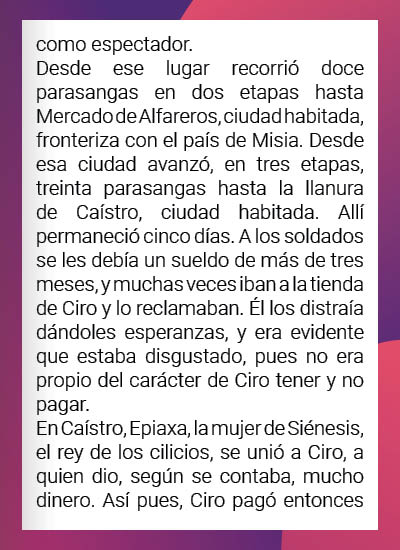 como espectador.
Desde ese lugar recorrió doce
parasangas en dos etapas hasta
Mercado de Alfareros, ciudad habitada,
fronteriza con el país de Misia. Desde
esa ciudad avanzó, en tres etapas,
treinta parasangas hasta la llanura
de Caístro, ciudad habitada. Allí
permaneció cinco días. A los soldados
se les debía un sueldo de más de tres
meses, y muchas veces iban a la tienda
de Ciro y lo reclamaban. Él los distraía
dándoles esperanzas, y era evidente
que estaba disgustado, pues no era
propio del carácter de Ciro tener y no
pagar.
En Caístro, Epiaxa, la mujer de Siénesis,
el rey de los cilicios, se unió a Ciro, a
quien dio, según se contaba, mucho
dinero. Así pues, Ciro pagó entonces